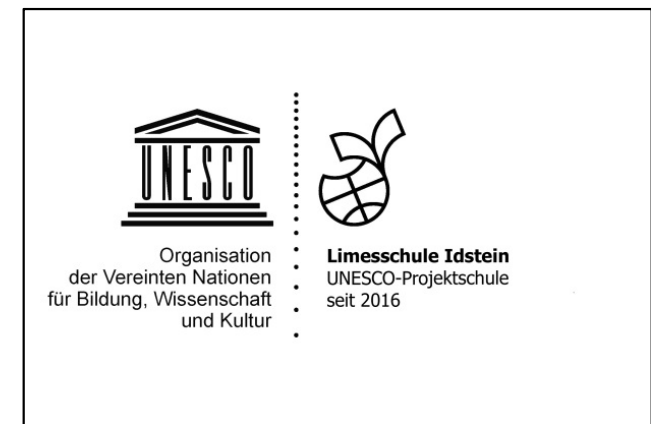 UNESCO
Organisation
der Vereinten Nationen
für Bildung, Wissenschaft
und Kultur
Limesschule Idstein
UNESCO-Projektschule
seit 2016